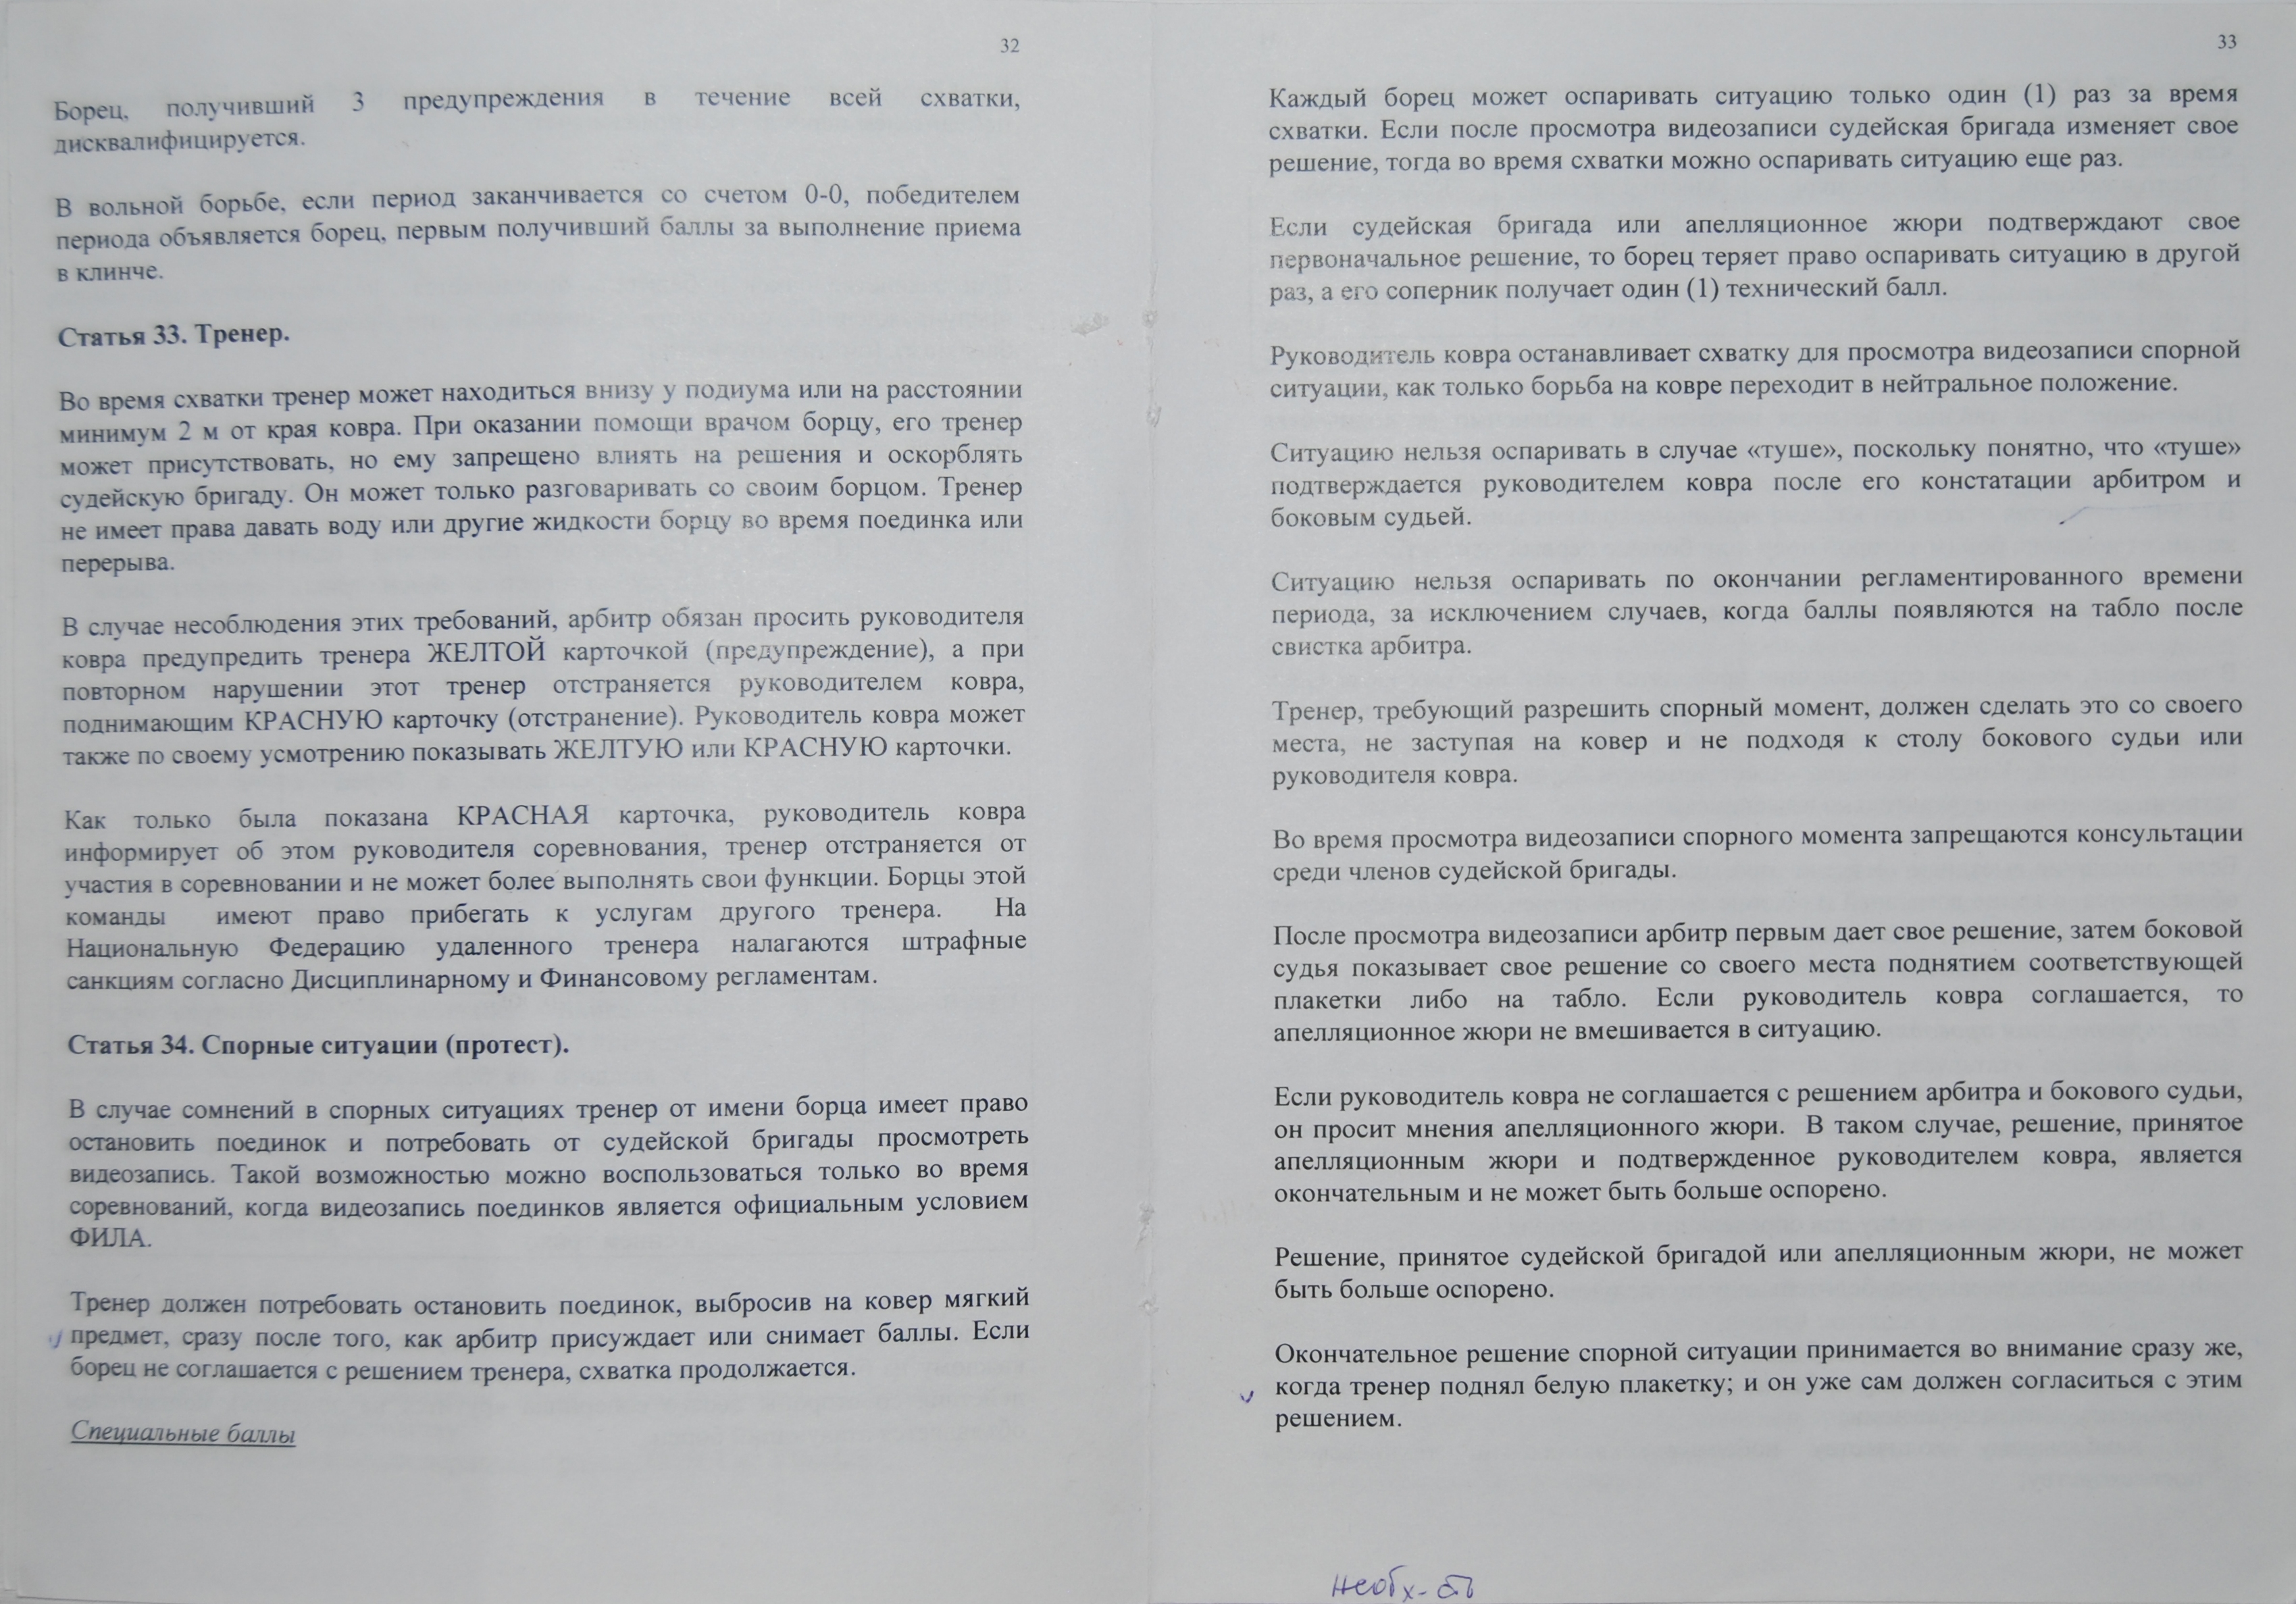 32
Борец, получивший 3 предупреждения в течение всей схватки,
дисквалифицируется.
В вольной борьбе, если период заканчивается со счетом 0-0, победителем
периода объявляется борец, первым получивший баллы за выполнение приема
в клинче.
Статья 33. Тренер.
Во время схватки тренер может находиться внизу у подиума или на расстоянии
минимум 2 м от края ковра. При оказании помощи врачом борцу, его тренер
может присутствовать, но ему запрещено влиять на решения и оскорблять
судейскую бригаду. Он может только разговаривать со своим борцом. Тренер
не имеет права давать воду или другие жидкости борцу во время поединка или
перерыва.
В случае несоблюдения этих требований, арбитр обязан просить руководителя
ковра предупредить тренера ЖЕЛТОЙ карточкой (предупреждение), а при
повторном нарушении этот тренер отстраняется руководителем ковра,
поднимающим КРАСНУЮ карточку (отстранение). Руководитель ковра может
также по своему усмотрению показывать ЖЕЛТУЮ или КРАСНУЮ карточки.
Как только была показана КРАСНАЯ карточка, руководитель ковра
информирует об этом руководителя соревнования, тренер отстраняется от
участия в соревновании и не может более выполнять свои функции. Борцы этой
команды имеют право прибегать к услугам другого тренера. На
Национальную Федерацию удаленного тренера налагаются штрафные
санкциям согласно Дисциплинарному и Финансовому регламентам.
Статья 34. Спорные ситуации (протест).
В случае сомнений в спорных ситуациях тренер от имени борца имеет право
остановить поединок и потребовать от судейской бригады просмотреть
видеозапись. Такой возможностью можно воспользоваться только во время
соревнований, когда видеозапись поединков является официальным условием
ФИЛА.
Тренер должен потребовать остановить поединок, выбросив на ковер мягкий
предмет, сразу после того, как арбитр присуждает или снимает баллы. Если
борец не соглашается с решением тренера, схватка продолжается.
Специальные баллы
33
Каждый борец может оспаривать ситуацию только один (1) раз за время
схватки. Если после просмотра видеозаписи судейская бригада изменяет свое
решение, тогда во время схватки можно оспаривать ситуацию еще раз.
Если судейская бригада или апелляционное жюри подтверждают свое
первоначальное решение, то борец теряет право оспаривать ситуацию в другой
раз, а его соперник получает один (1) технический балл.
Руководитель ковра останавливает схватку для просмотра видеозаписи спорной
ситуации, как только борьба на ковре переходит в нейтральное положение.
Ситуацию нельзя оспаривать в случае «туше», поскольку понятно, что «туше»
подтверждается руководителем ковра после его констатации арбитром и
боковым судьей.
Ситуацию нельзя оспаривать по окончании регламентированного времени
периода, за исключением случаев, когда баллы появляются на табло после
свистка арбитра.
Тренер, требующий разрешить спорный момент, должен сделать это со своего
места, не заступая на ковер и не подходя к столу бокового судьи или
руководителя ковра.
Во время просмотра видеозаписи спорного момента запрещаются консультации
среди членов судейской бригады.
После просмотра видеозаписи арбитр первым дает свое решение, затем боковой
судья показывает свое решение со своего места поднятием соответствующей
плакетки либо на табло. Если руководитель ковра соглашается, то
апелляционное жюри не вмешивается в ситуацию.
Если руководитель ковра не соглашается с решением арбитра и бокового судьи,
он просит мнения апелляционного жюри. В таком случае, решение, принятое
апелляционным жюри и подтвержденное руководителем ковра, является
окончательным и не может быть больше оспорено.
Решение, принятое судейской бригадой или апелляционным жюри, не может
быть больше оспорено.
Окончательное решение спорной ситуации принимается во внимание сразу же,
когда тренер поднял белую плакетку; и он уже сам должен согласиться с этим
решением.